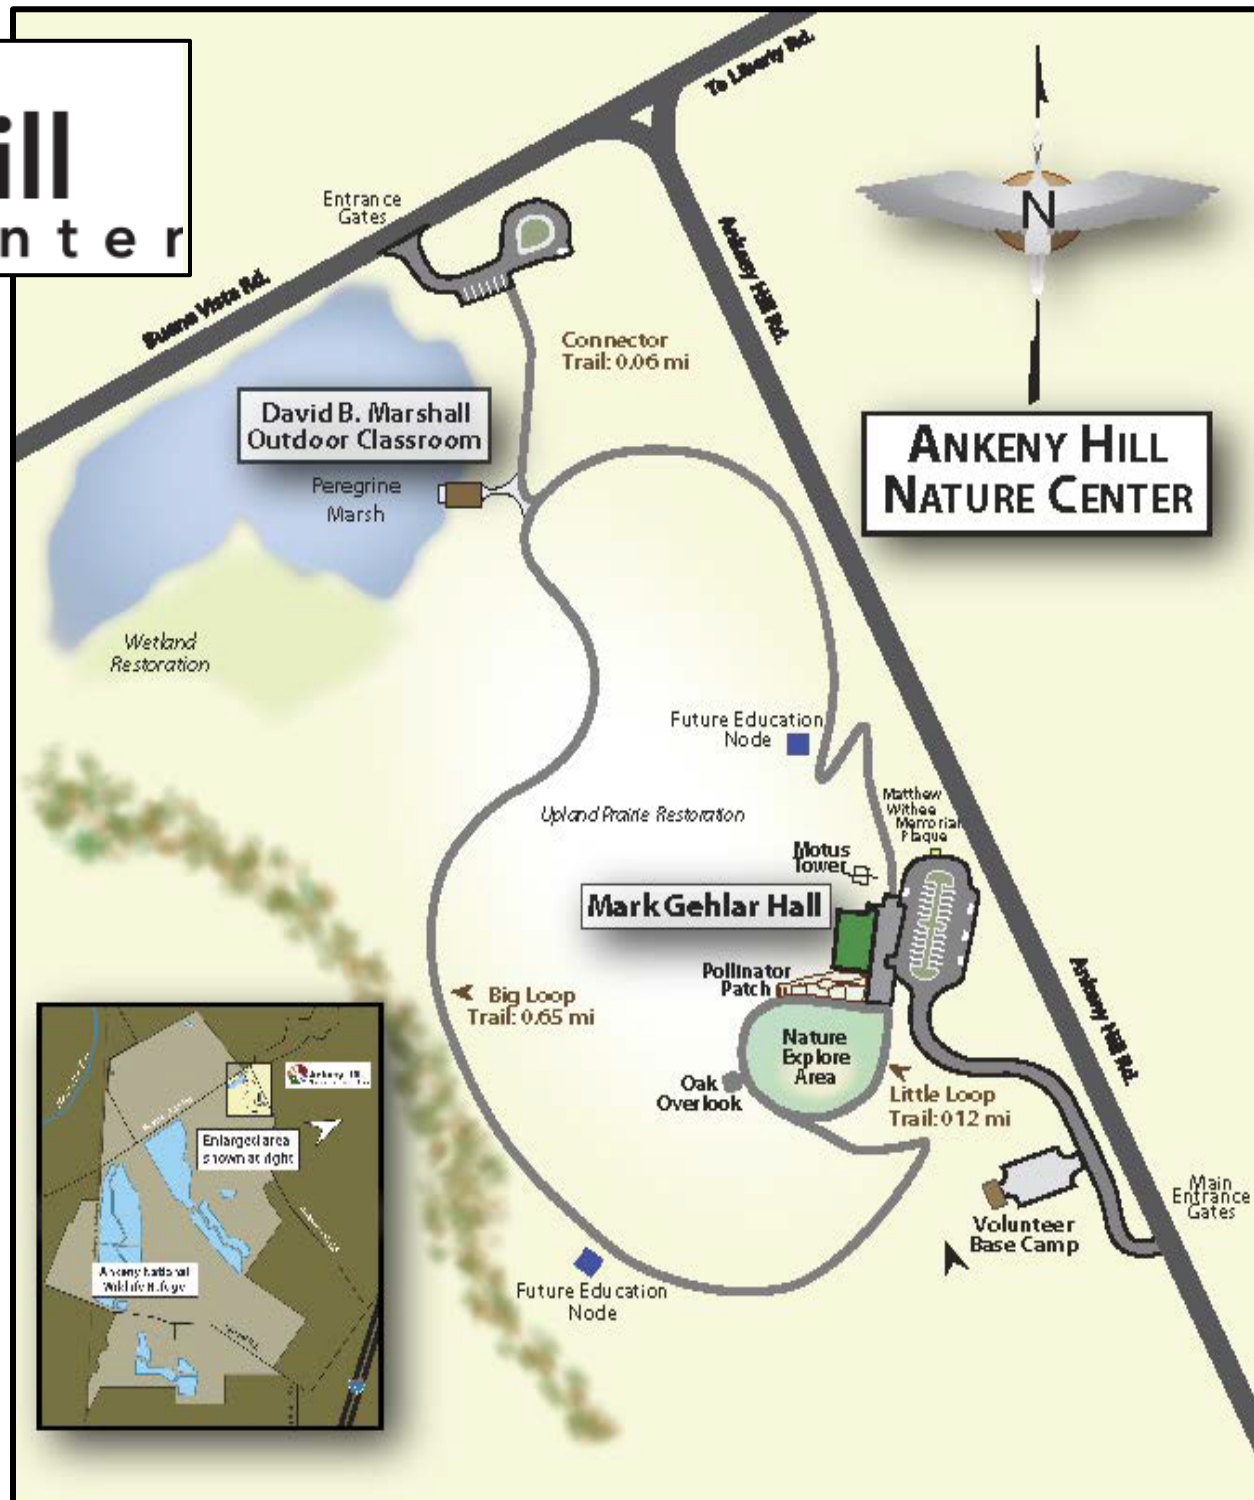 ill
nter
To Liberty Rd.
Entrance
Gates
N
Ankeny Hill Rd.
Buena Vista Rd.
Connector
Trail: 0.06 mi
David B. Marshall
Outdoor Classroom
ANKENY HILL
NATURE CENTER
Peregrine
Marsh
Wetland
Restoration
Future Education
Node
Upland Prairie Restoration
Matthew
Withee
Memorial
Plaque
Motus
Tower
Mark Gehlar Hall
Pollinator
Patch
Ankeny Hill Rd.
Big Loop
Trail: 0.65 mi
Nature
Explore
Area
Oak
Overlook
Little Loop
Trail: 012 mi
Main
Entrance
Gates
Volunteer
Base Camp
Future Education
Node
Enlarged area
shown at right
Ankeny National
Wildlife Refuge